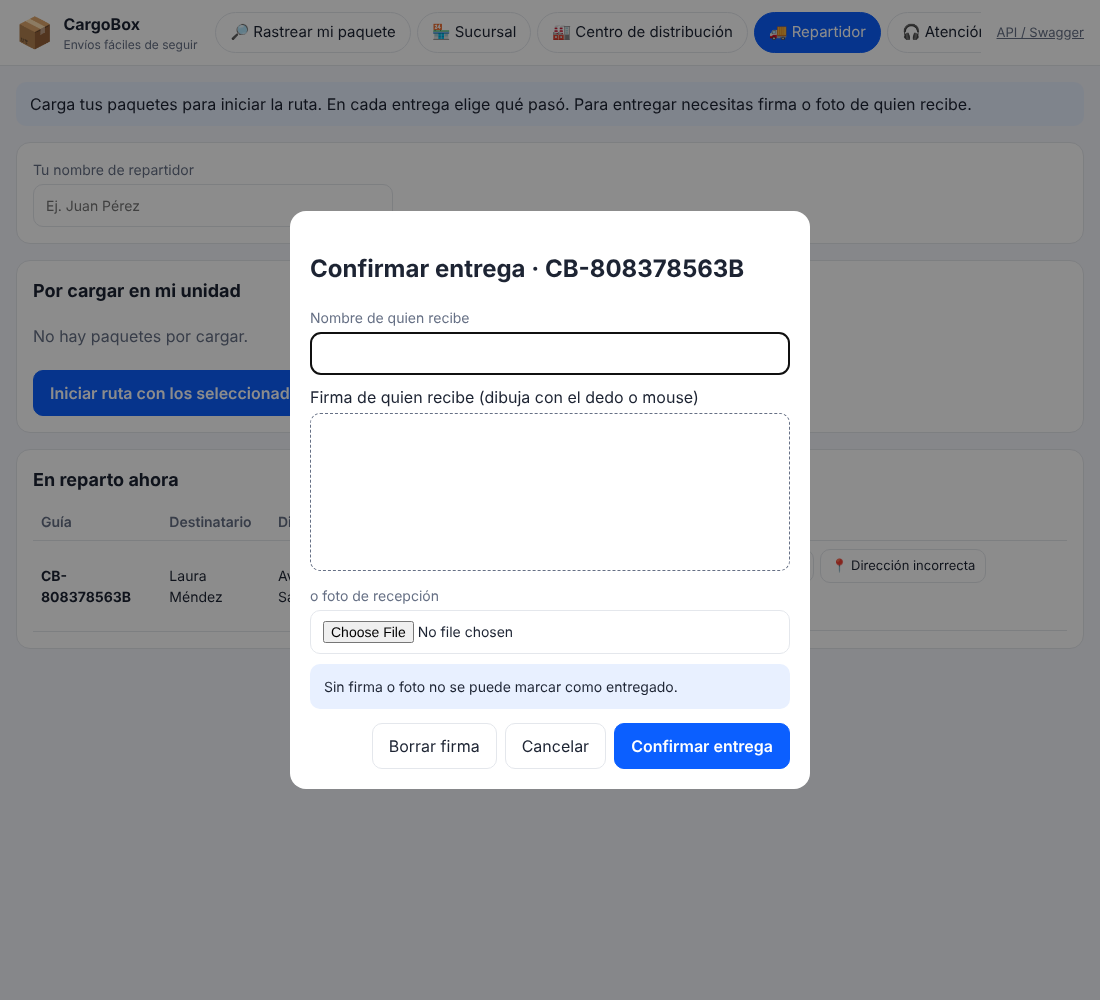 CargoBox
Envíos fáciles de seguir
🔎 Rastrear mi paquete
🏪 Sucursal
🏭 Centro de distribución
🚚 Repartidor
🎧
API / Swagger
Carga tus paquetes para iniciar la ruta. En cada entrega elige qué pasó. Para entregar necesitas firma o foto de quien recibe.
Tu nombre de repartidor
Ej. Juan Pérez
Por cargar en mi unidad
No hay paquetes por cargar.
Iniciar ruta con los
En reparto ahora
Guía
Destinatario
CB-
808378563B
Laura
Méndez
📍 Dirección incorrecta
Confirmar entrega · CB-808378563B
Nombre de quien recibe
Firma de quien recibe (dibuja con el dedo o mouse)
o foto de recepción
Choose File No file chosen
Sin firma o foto no se puede marcar como entregado.
Borrar firma
Cancelar
Confirmar entrega